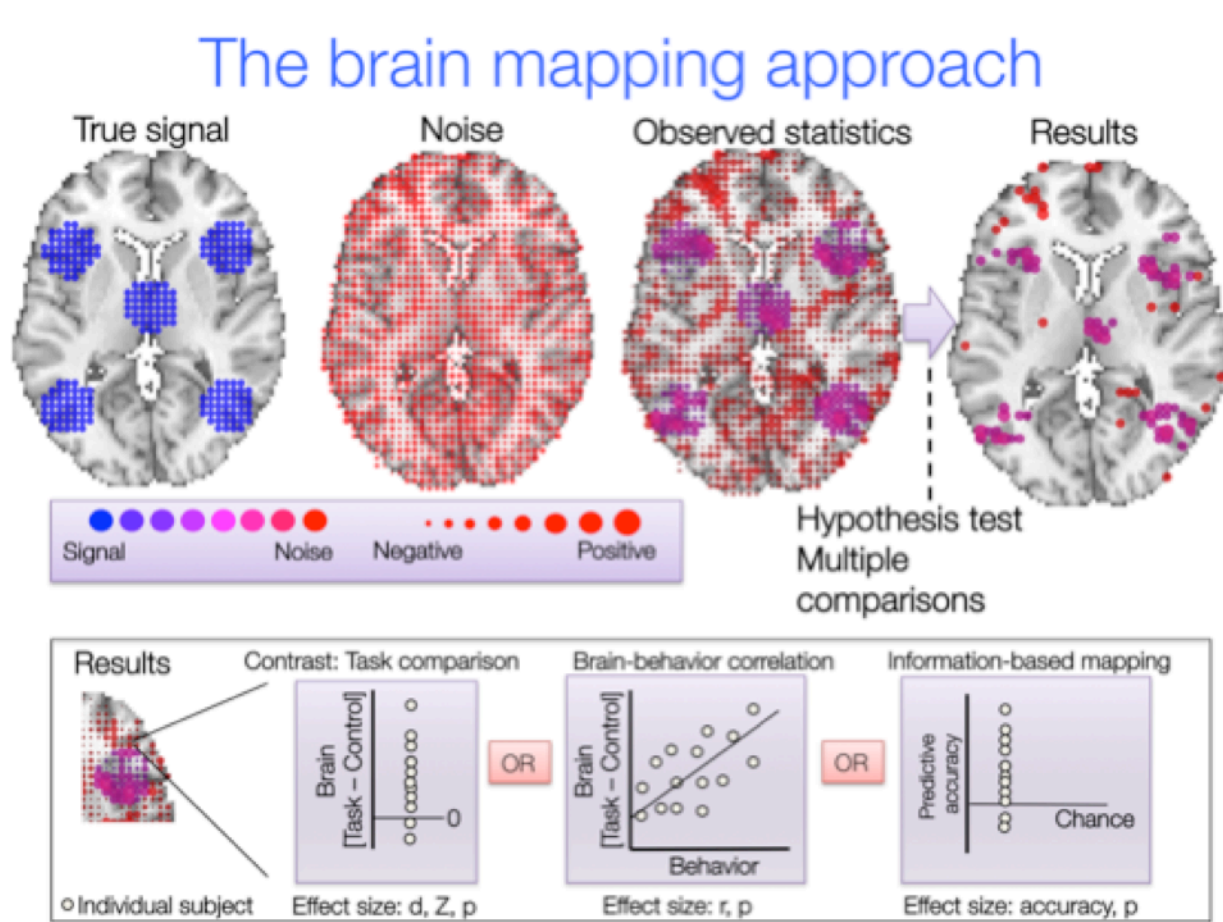 The brain mapping approach
True signal
Noise
Observed statistics
Results
Signal
Noise
Negative
Positive
Hypothesis test
Multiple
comparisons
Results
Contrast: Task comparison
Brain
[Task – Control]
0
OR
Brain-behavior correlation
Brain
[Task – Control]
Behavior
OR
Information-based mapping
Predictive
accuracy
Chance
Individual subject
Effect size: d, Z, p
Effect size: r, p
Effect size: accuracy, p